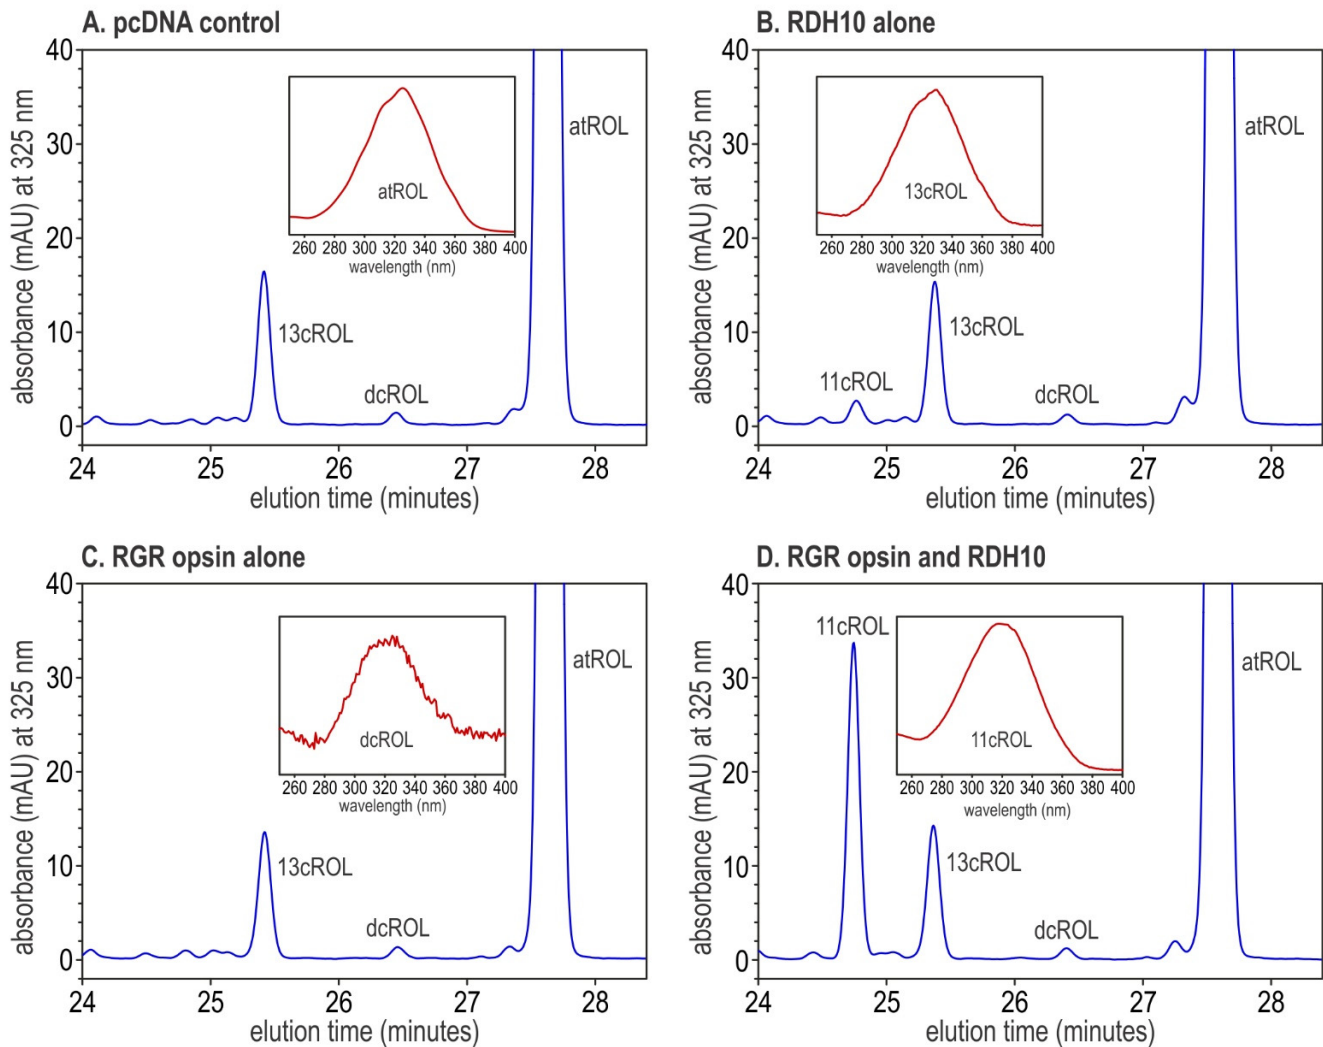 A. pcDNA control
absorbance (mAU) at 325 nm
40
30
20
10
0
24 25 26 27 28
elution time (minutes)
13cROL
dcROL
atROL
atROL
260 280 300 320 340 360 380 400
wavelength (nm)
B. RDH10 alone
absorbance (mAU) at 325 nm
40
30
20
10
0
24 25 26 27 28
elution time (minutes)
11cROL
13cROL
dcROL
atROL
13cROL
260 280 300 320 340 360 380 400
wavelength (nm)
C. RGR opsin alone
absorbance (mAU) at 325 nm
40
30
20
10
0
24 25 26 27 28
elution time (minutes)
13cROL
dcROL
atROL
dcROL
260 280 300 320 340 360 380 400
wavelength (nm)
D. RGR opsin and RDH10
absorbance (mAU) at 325 nm
40
30
20
10
0
24 25 26 27 28
elution time (minutes)
11cROL
13cROL
dcROL
atROL
11cROL
260 280 300 320 340 360 380 400
wavelength (nm)